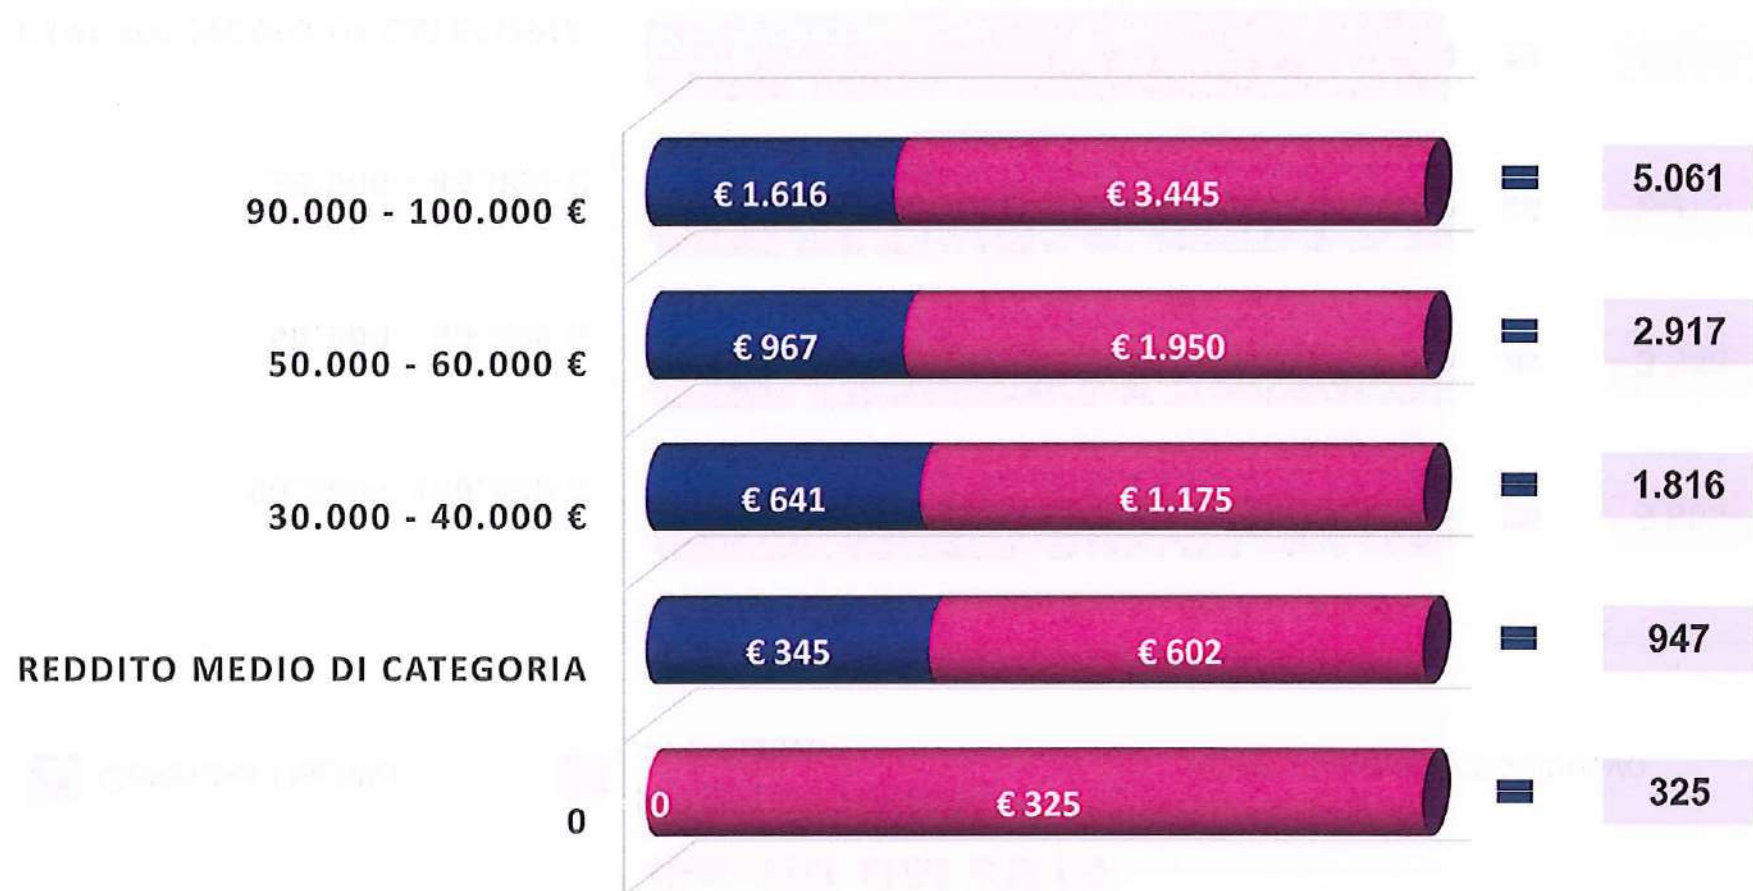 € 1.616 € 3.445 = 5.061
90.000 - 100.000 €
€ 967 € 1.950 = 2.917
50.000 - 60.000 €
€ 641 € 1.175 = 1.816
30.000 - 40.000 €
€ 345 € 602 = 947
REDDITO MEDIO DI CATEGORIA
0 € 325 = 325
0